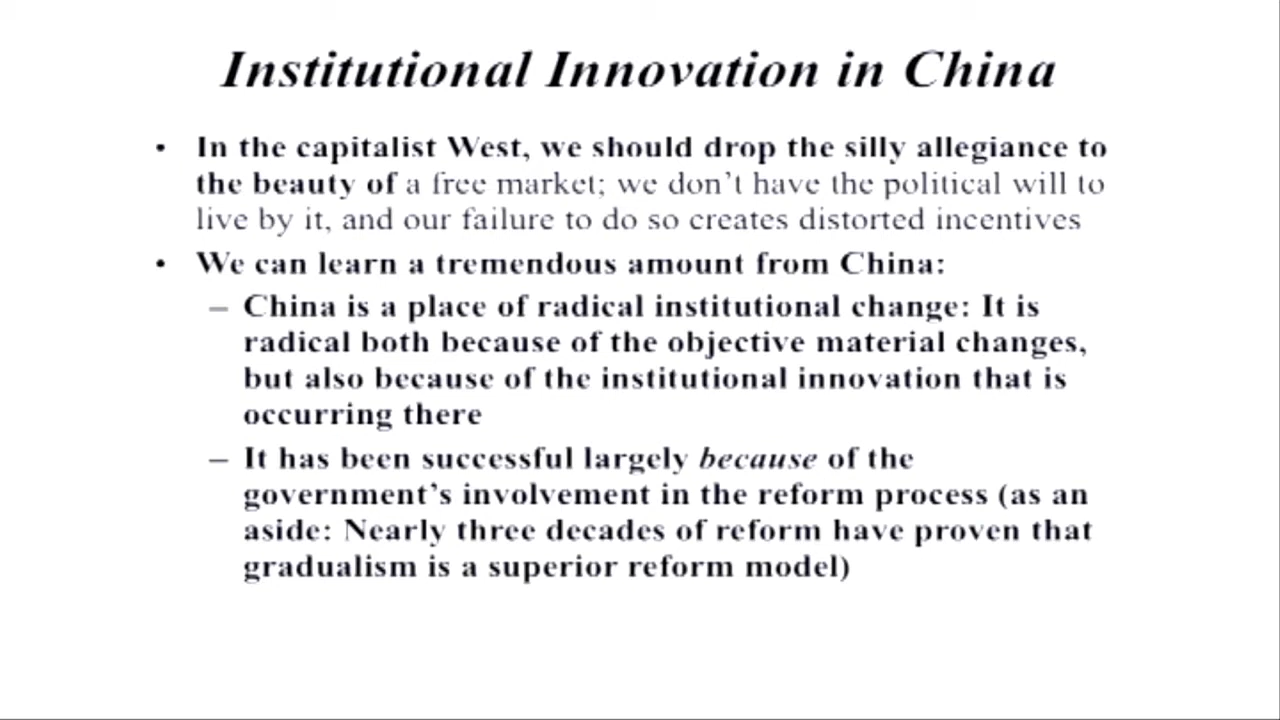 Institutional Innovation in China
• In the capitalist West, we should drop the silly allegiance to
the beauty of a free market; we don't have the political will to
live by it, and our failure to do so creates distorted incentives
• We can learn a tremendous amount from China:
– China is a place of radical institutional change: It is
radical both because of the objective material changes,
but also because of the institutional innovation that is
occurring there
– It has been successful largely because of the
government's involvement in the reform process (as an
aside: Nearly three decades of reform have proven that
gradualism is a superior reform model)